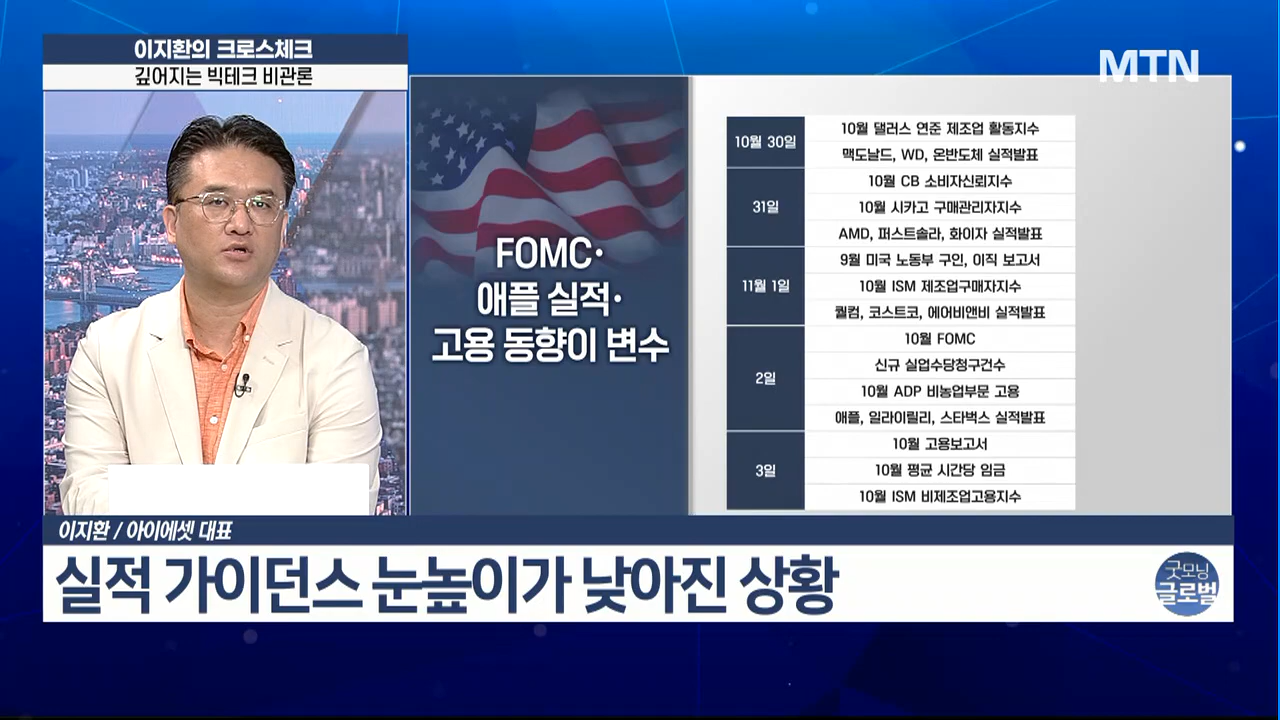 이지환의 크로스체크
깊어지는 빅테크 비관론
MTN
FOMC·
애플 실적·
고용 동향이 변수
10월 30일
10월 댈러스 연준 제조업 활동지수
맥도날드, WD, 온반도체 실적발표
31일
10월 CB 소비자신뢰지수
10월 시카고 구매관리자지수
AMD, 퍼스트솔라, 화이자 실적발표
11월 1일
9월 미국 노동부 구인, 이직 보고서
10월 ISM 제조업구매자지수
퀄컴, 코스트코, 에어비앤비 실적발표
2일
10월 FOMC
신규 실업수당청구건수
10월 ADP 비농업부문 고용
애플, 일라이릴리, 스타벅스 실적발표
3일
10월 고용보고서
10월 평균 시간당 임금
10월 ISM 비제조업고용지수
이지환 / 아이에셋 대표
실적 가이던스 눈높이가 낮아진 상황
굿모닝
글로벌